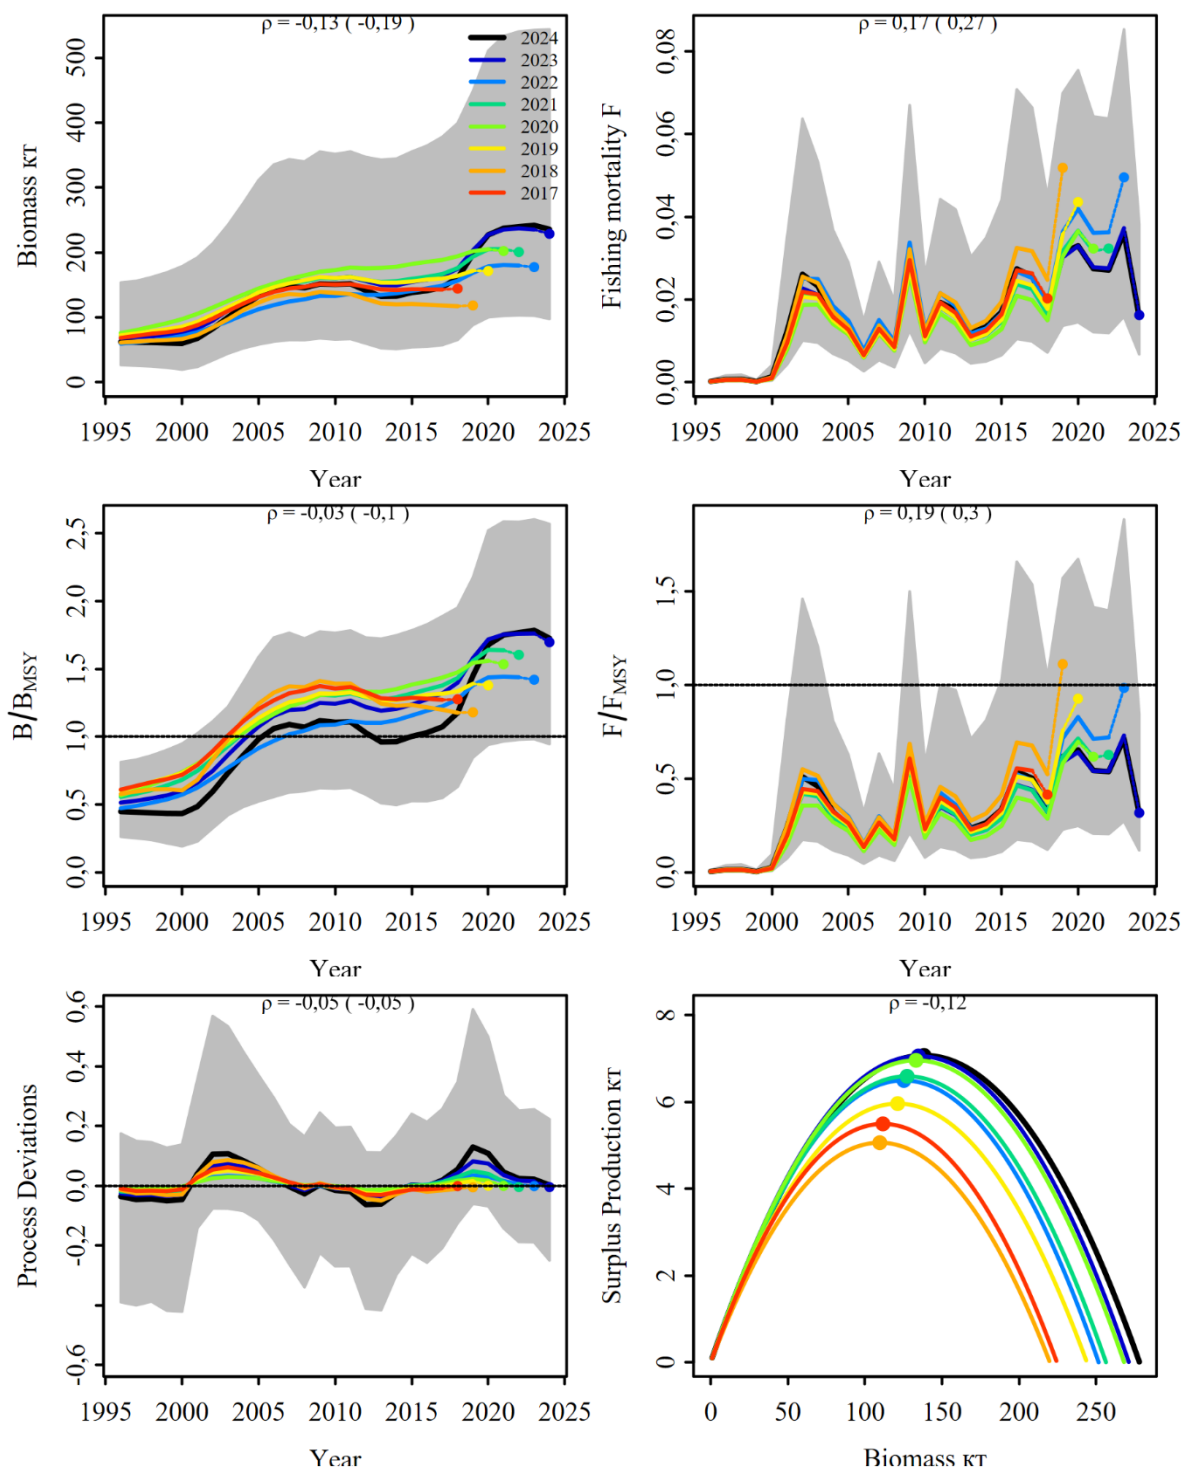 ρ = -0,13 ( -0,19 )
Biomass кт
500
400
300
200
100
0
2024
2023
2022
2021
2020
2019
2018
2017
1995 2000 2005 2010 2015 2020 2025
Year
ρ = 0,17 ( 0,27 )
Fishing mortality F
0,08
0,06
0,04
0,02
0,00
1995 2000 2005 2010 2015 2020 2025
Year
ρ = -0,03 ( -0,1 )
B/BMSY
2,5
2,0
1,5
1,0
0,5
0,0
1995 2000 2005 2010 2015 2020 2025
Year
ρ = 0,19 ( 0,3 )
F/FMSY
1,5
1,0
0,5
0,0
1995 2000 2005 2010 2015 2020 2025
Year
ρ = -0,05 ( -0,05 )
Process Deviations
0,6
0,4
0,2
0,0
-0,2
-0,6
1995 2000 2005 2010 2015 2020 2025
Year
ρ = -0,12
Surplus Production кт
8
6
4
2
0
0 50 100 150 200 250
Biomass кт